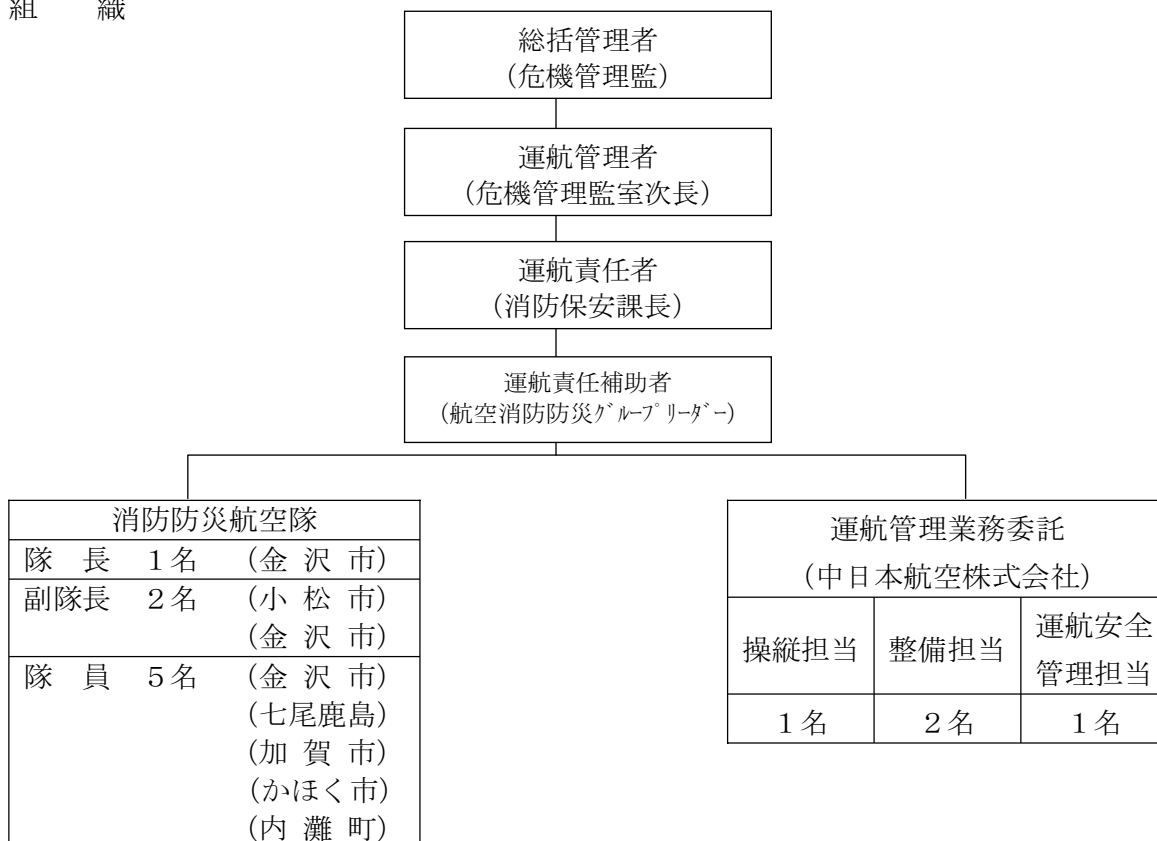 組　　織
総括管理者
(危機管理監)
運航管理者
(危機管理監室次長)
運航責任者
(消防保安課長)
運航責任補助者
(航空消防防災ｸﾞﾙｰﾌﾟﾘｰﾀﾞｰ)
消防防災航空隊
隊　長　１名　(金 沢 市)
副隊長　２名　(小 松 市)
(金 沢 市)
隊　員　５名　(金 沢 市)
(七尾鹿島)
(加 賀 市)
(かほく市)
(内 灘 町)
運航管理業務委託
(中日本航空株式会社)
操縦担当　整備担当　運航安全
管理担当
１名　２名　１名